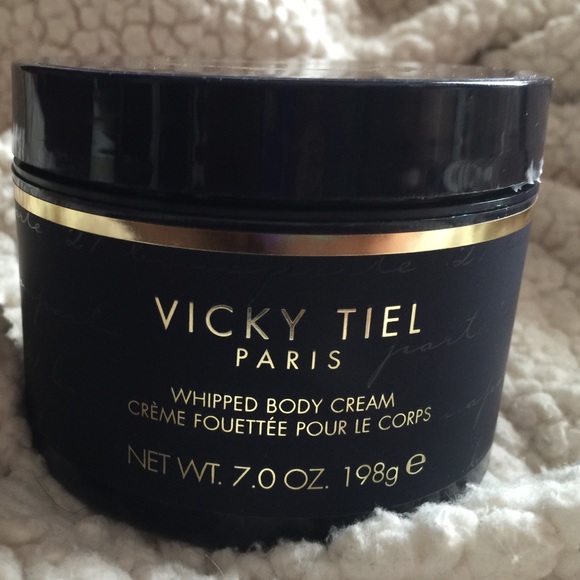 VICKY TIEL
PARIS
WHIPPED BODY CREAM
CRÈME FOUETTÉE POUR LE CORPS
NET WT. 7.0 OZ. 198g ℮